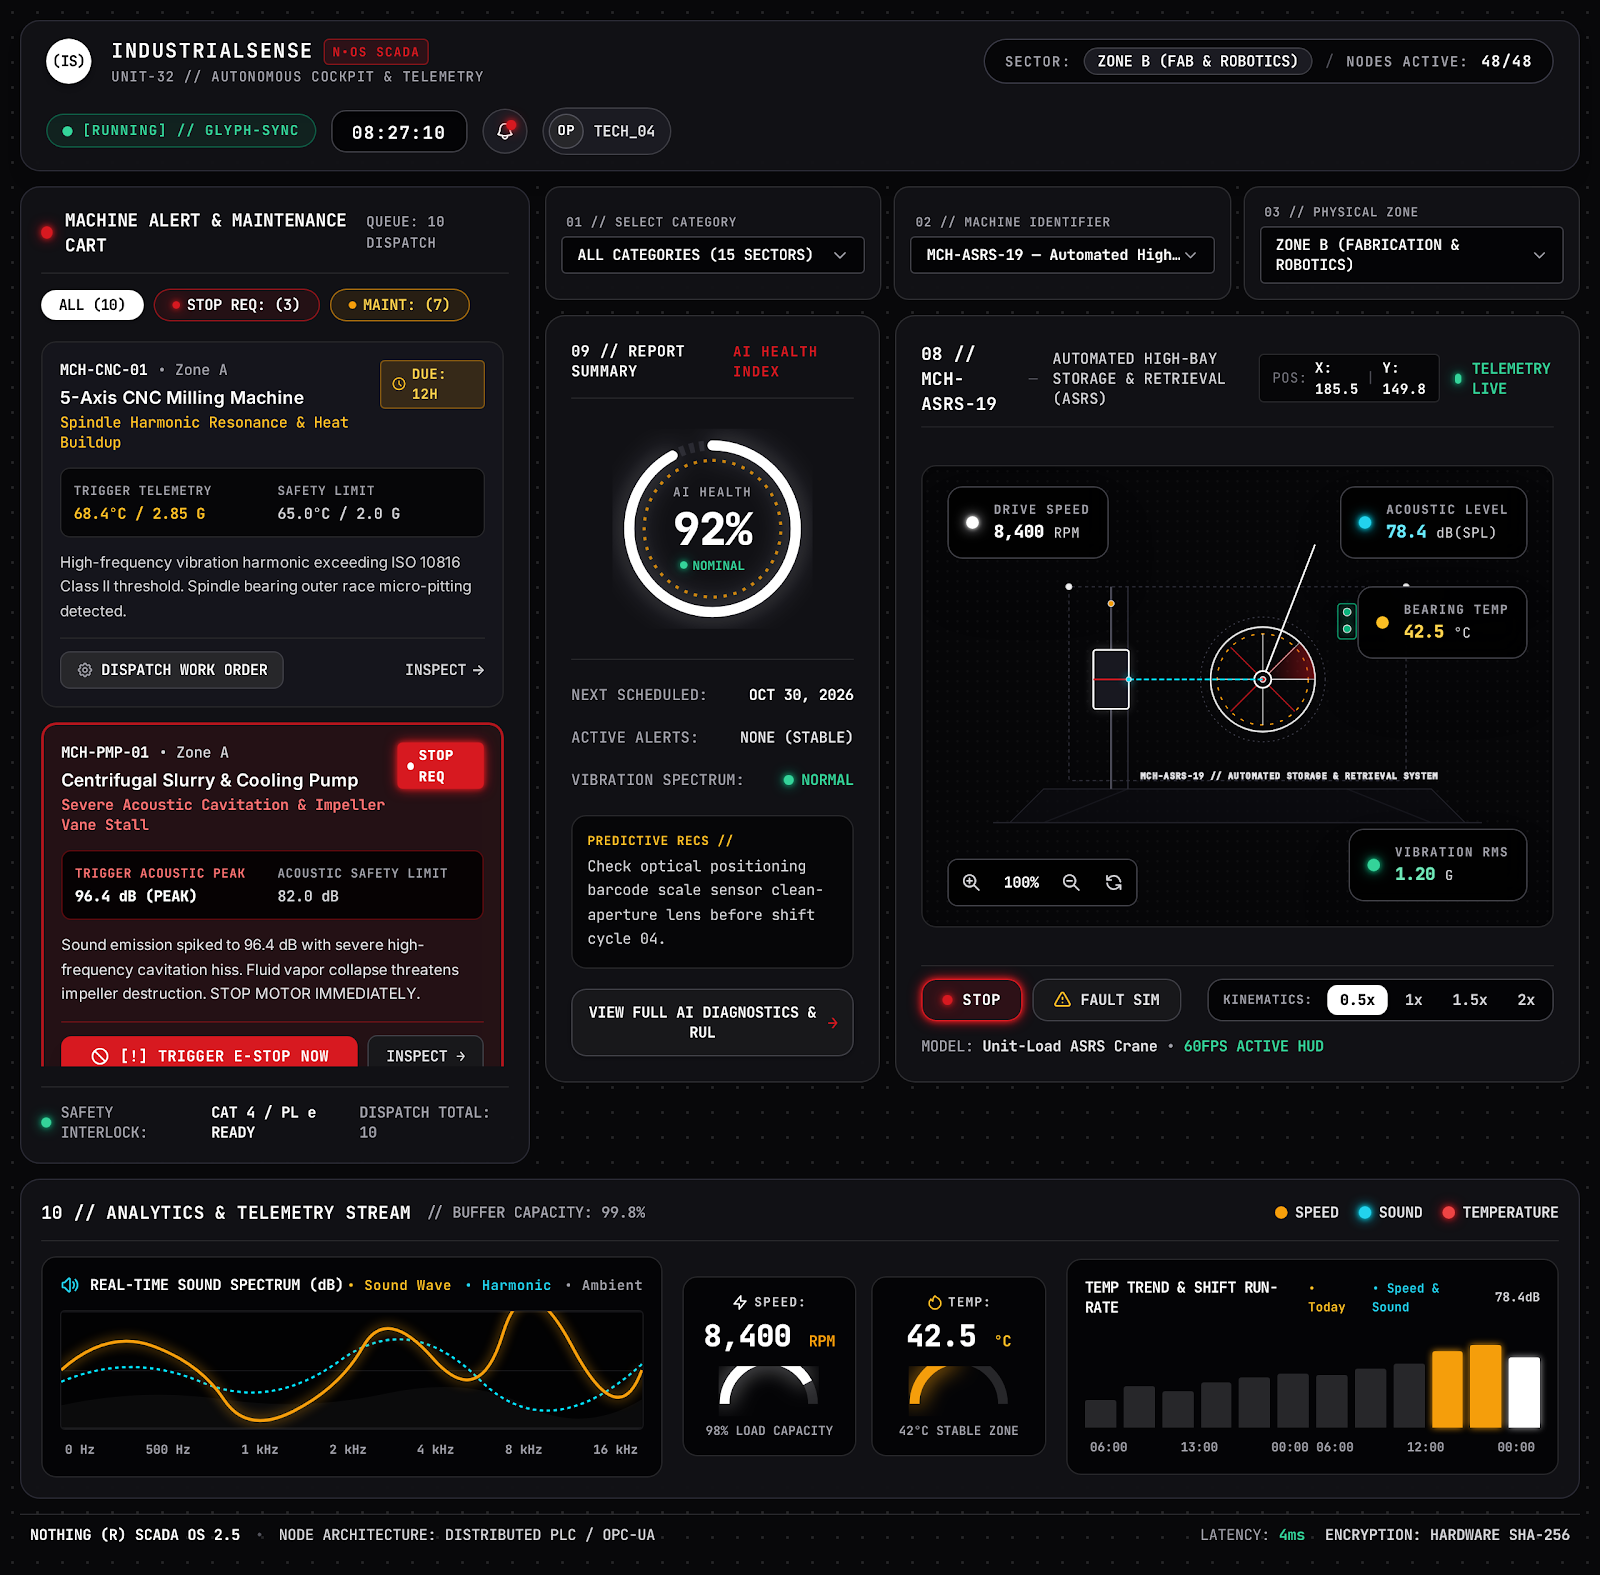 (IS)
INDUSTRIALSENSE
N•OS SCADA
UNIT-32 // AUTONOMOUS COCKPIT & TELEMETRY
SECTOR: ZONE B (FAB & ROBOTICS) / NODES ACTIVE: 48/48
[RUNNING] // GLYPH-SYNC
08:27:10
OP TECH_04
MACHINE ALERT & MAINTENANCE
CART
QUEUE: 10
DISPATCH
ALL (10)
STOP REQ: (3)
MAINT: (7)
MCH-CNC-01 • Zone A
5-Axis CNC Milling Machine
Spindle Harmonic Resonance & Heat
Buildup
DUE:
12H
TRIGGER TELEMETRY
68.4°C / 2.85 G
SAFETY LIMIT
65.0°C / 2.0 G
High-frequency vibration harmonic exceeding ISO 10816
Class II threshold. Spindle bearing outer race micro-pitting
detected.
DISPATCH WORK ORDER
INSPECT →
MCH-PMP-01 • Zone A
Centrifugal Slurry & Cooling Pump
Severe Acoustic Cavitation & Impeller
Vane Stall
STOP
REQ
TRIGGER ACOUSTIC PEAK
96.4 dB (PEAK)
ACOUSTIC SAFETY LIMIT
82.0 dB
Sound emission spiked to 96.4 dB with severe high-
frequency cavitation hiss. Fluid vapor collapse threatens
impeller destruction. STOP MOTOR IMMEDIATELY.
[!] TRIGGER E-STOP NOW
INSPECT →
SAFETY
INTERLOCK:
CAT 4 / PL e
READY
DISPATCH TOTAL:
10
01 // SELECT CATEGORY
ALL CATEGORIES (15 SECTORS)
02 // MACHINE IDENTIFIER
MCH-ASRS-19 — Automated High…
03 // PHYSICAL ZONE
ZONE B (FABRICATION &
ROBOTICS)
09 // REPORT
SUMMARY
AI HEALTH
INDEX
AI HEALTH
92%
NOMINAL
NEXT SCHEDULED: OCT 30, 2026
ACTIVE ALERTS: NONE (STABLE)
VIBRATION SPECTRUM: NORMAL
PREDICTIVE RECS //
Check optical positioning
barcode scale sensor clean-
aperture lens before shift
cycle 04.
VIEW FULL AI DIAGNOSTICS &
RUL →
08 //
MCH-
ASRS-19
—
AUTOMATED HIGH-BAY
STORAGE & RETRIEVAL
(ASRS)
POS: X:
185.5 | Y:
149.8
TELEMETRY
LIVE
DRIVE SPEED
8,400 RPM
ACOUSTIC LEVEL
78.4 dB(SPL)
BEARING TEMP
42.5 °C
MCH-ASRS-19 // AUTOMATED STORAGE & RETRIEVAL SYSTEM
VIBRATION RMS
1.20 G
100%
STOP
FAULT SIM
KINEMATICS: 0.5x 1x 1.5x 2x
MODEL: Unit-Load ASRS Crane • 60FPS ACTIVE HUD
10 // ANALYTICS & TELEMETRY STREAM // BUFFER CAPACITY: 99.8%
SPEED SOUND TEMPERATURE
REAL-TIME SOUND SPECTRUM (dB) • Sound Wave • Harmonic • Ambient
0 Hz 500 Hz 1 kHz 2 kHz 4 kHz 8 kHz 16 kHz
SPEED:
8,400 RPM
98% LOAD CAPACITY
TEMP:
42.5 °C
42°C STABLE ZONE
TEMP TREND & SHIFT RUN-
RATE
•
Today
• Speed &
Sound
78.4dB
06:00 13:00 00:00 06:00 12:00 00:00
NOTHING (R) SCADA OS 2.5 • NODE ARCHITECTURE: DISTRIBUTED PLC / OPC-UA
LATENCY: 4ms ENCRYPTION: HARDWARE SHA-256